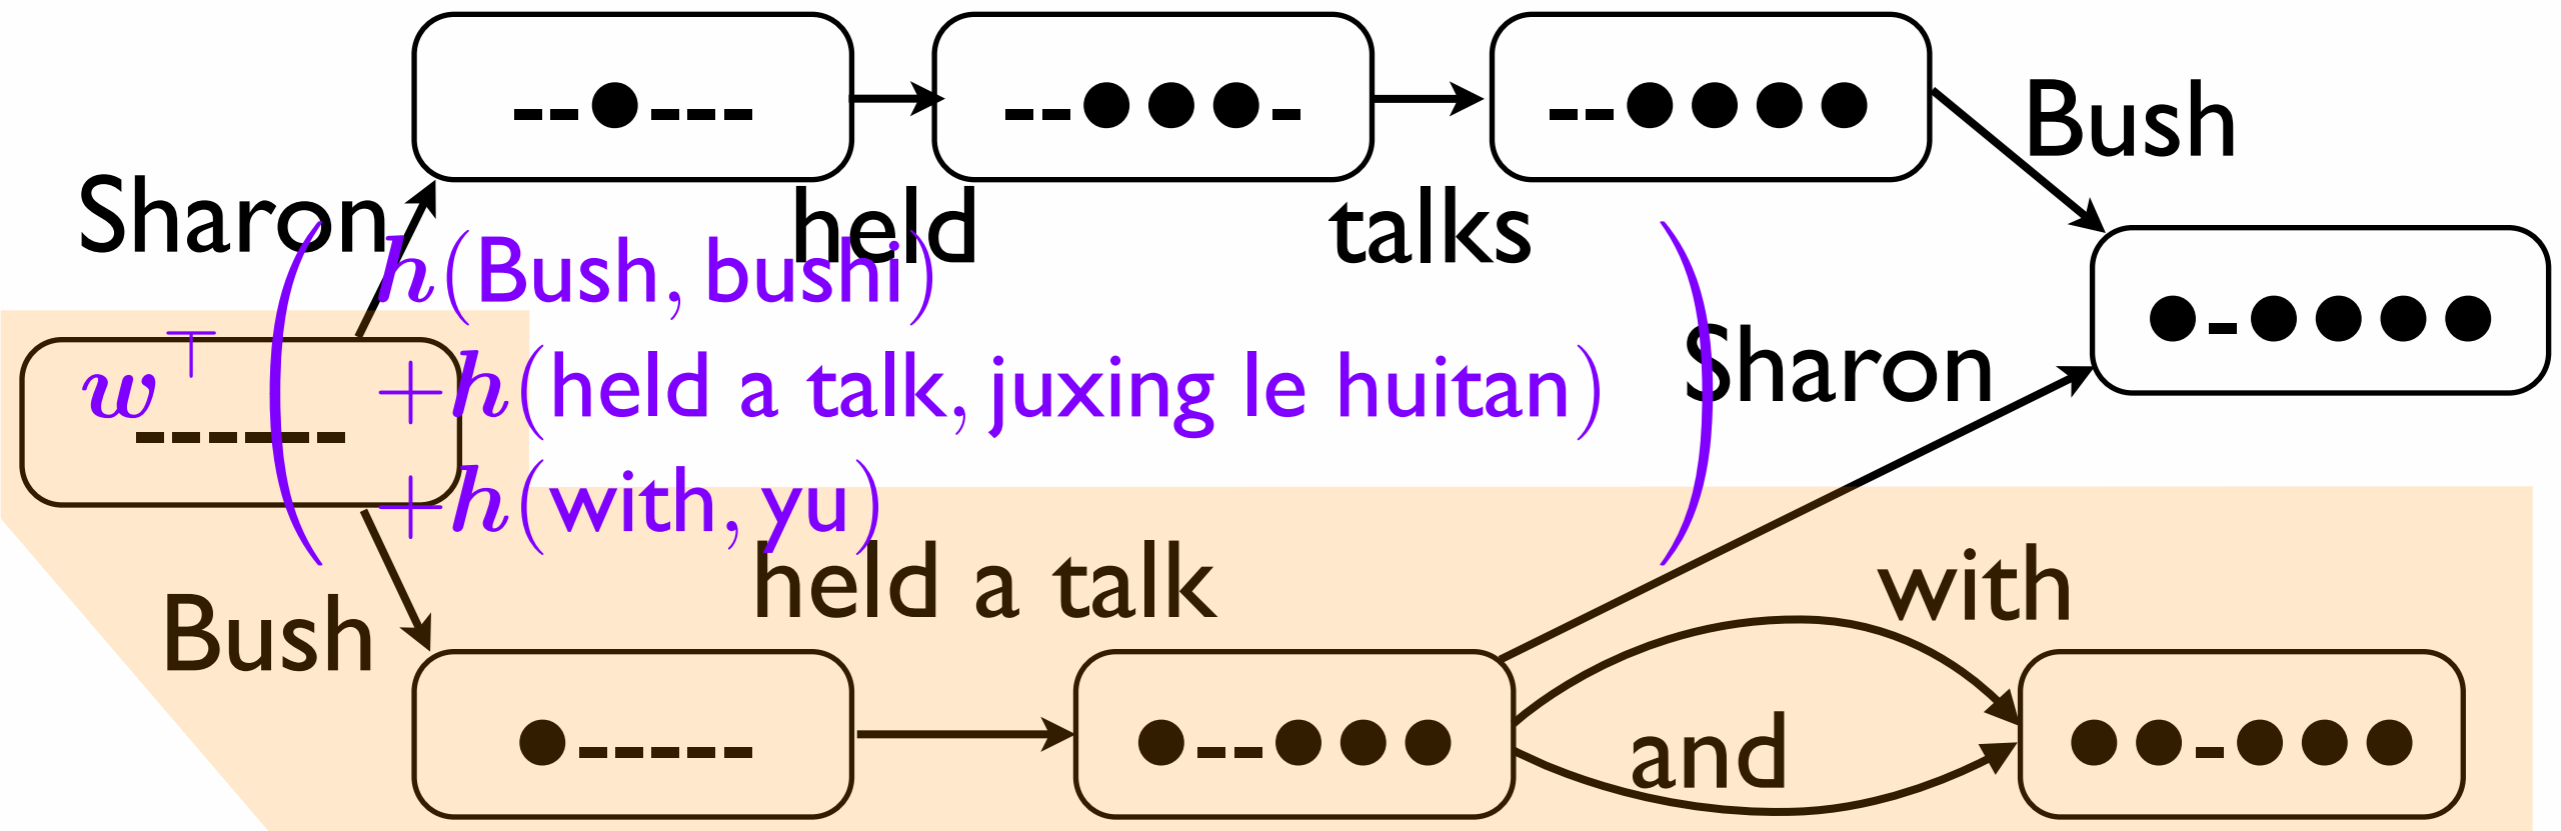 --●---
--●●●-
--●●●●
Bush
Sharon
held
talks
h(Bush, bushi)
●-●●●●
w⊤
+h(held a talk, juxing le huitan)
Sharon
------
+h(with, yu)
held a talk
with
Bush
and
●-----
●--●●●
●●-●●●